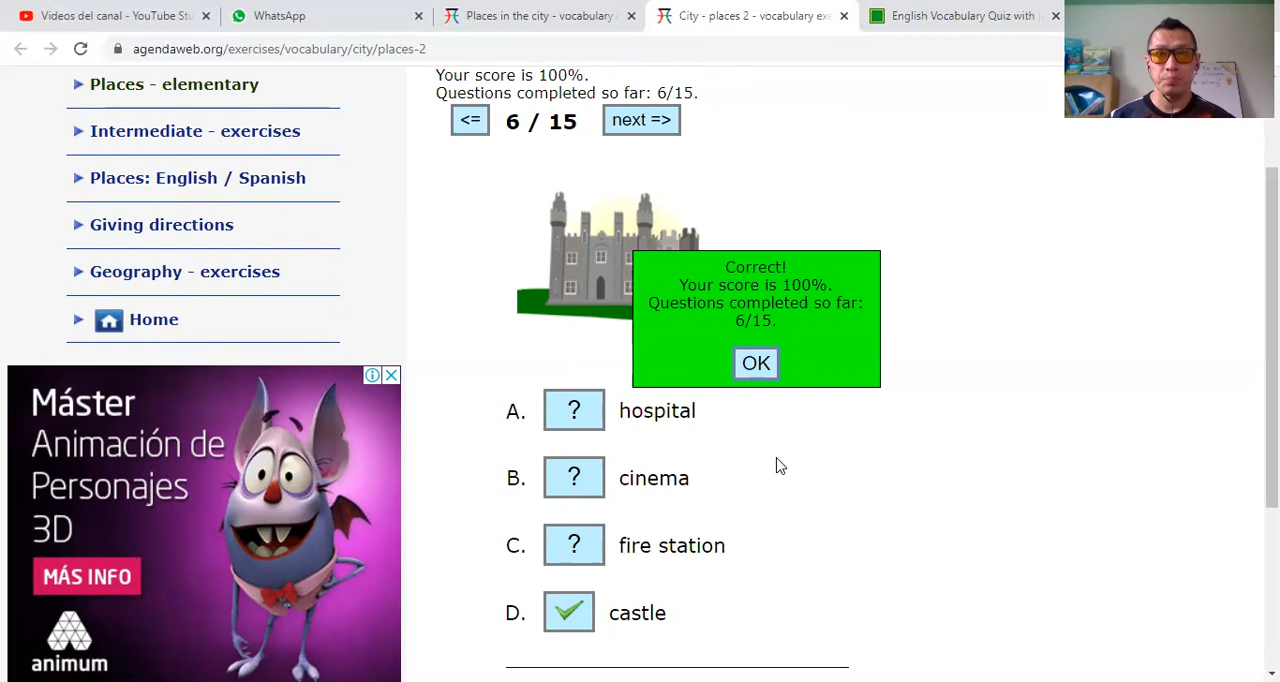 Videos del canal - YouTube Stu
WhatsApp
Places in the city - vocabulary
City - places 2 - vocabulary exe
English Vocabulary Quiz with
agendaweb.org/exercises/vocabulary/city/places-2
Places - elementary
Intermediate - exercises
Places: English / Spanish
Giving directions
Geography - exercises
Home
Your score is 100%.
Questions completed so far: 6/15.
<= 6 / 15 next =>
Correct!
Your score is 100%.
Questions completed so far:
6/15.
OK
A. ? hospital
B. ? cinema
C. ? fire station
D. castle
Máster
Animación de
Personajes
3D
MÁS INFO
animum